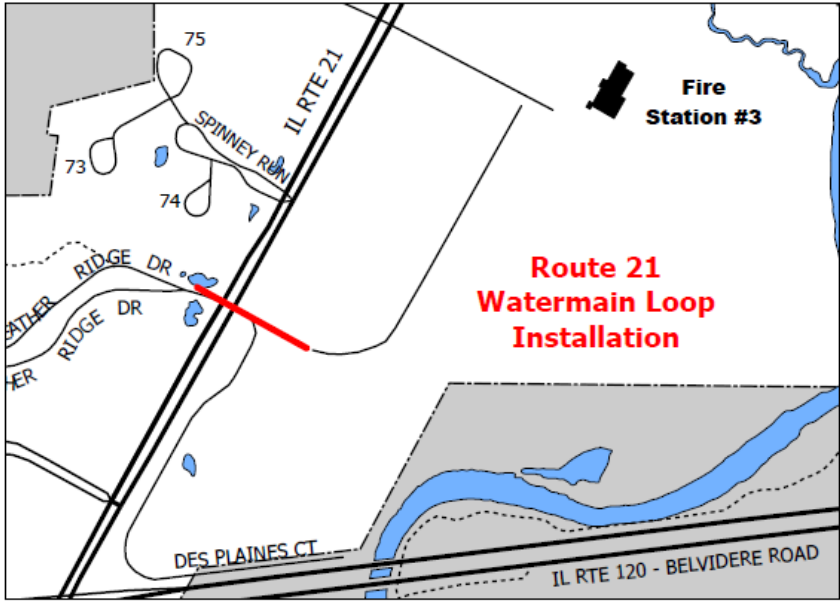 75
IL RTE 21
Fire
Station #3
SPINNEY RUN
73
74
RIDGE DR
EATHER
RIDGE DR
Route 21
Watermain Loop
Installation
DES PLAINES CT
IL RTE 120 - BELVIDERE ROAD